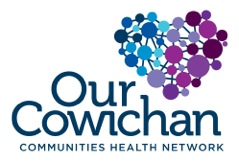 Our
Cowichan
COMMUNITIES HEALTH NETWORK